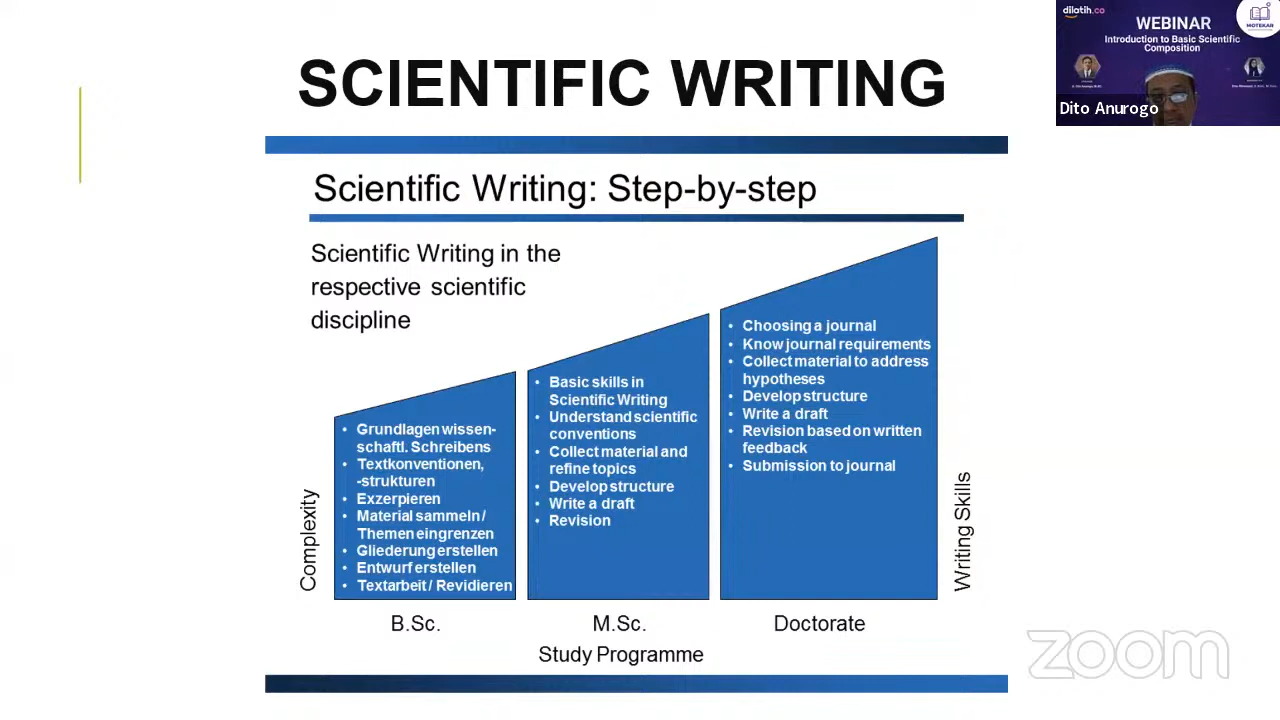 SCIENTIFIC WRITING
Scientific Writing: Step-by-step
Scientific Writing in the
respective scientific
discipline
Complexity
• Grundlagen wissen-
schaftl. Schreibens
• Textkonventionen,
-strukturen
• Exzerpieren
• Material sammeln /
Themen eingrenzen
• Gliederung erstellen
• Entwurf erstellen
• Textarbeit / Revidieren
B.Sc.
• Basic skills in
Scientific Writing
• Understand scientific
conventions
• Collect material and
refine topics
• Develop structure
• Write a draft
• Revision
M.Sc.
• Choosing a journal
• Know journal requirements
• Collect material to address
hypotheses
• Develop structure
• Write a draft
• Revision based on written
feedback
• Submission to journal
Doctorate
Writing Skills
Study Programme
dilatih.co
MOTEKAR
WEBINAR
Introduction to Basic Scientific
Composition
Dito Anurogo
zoom